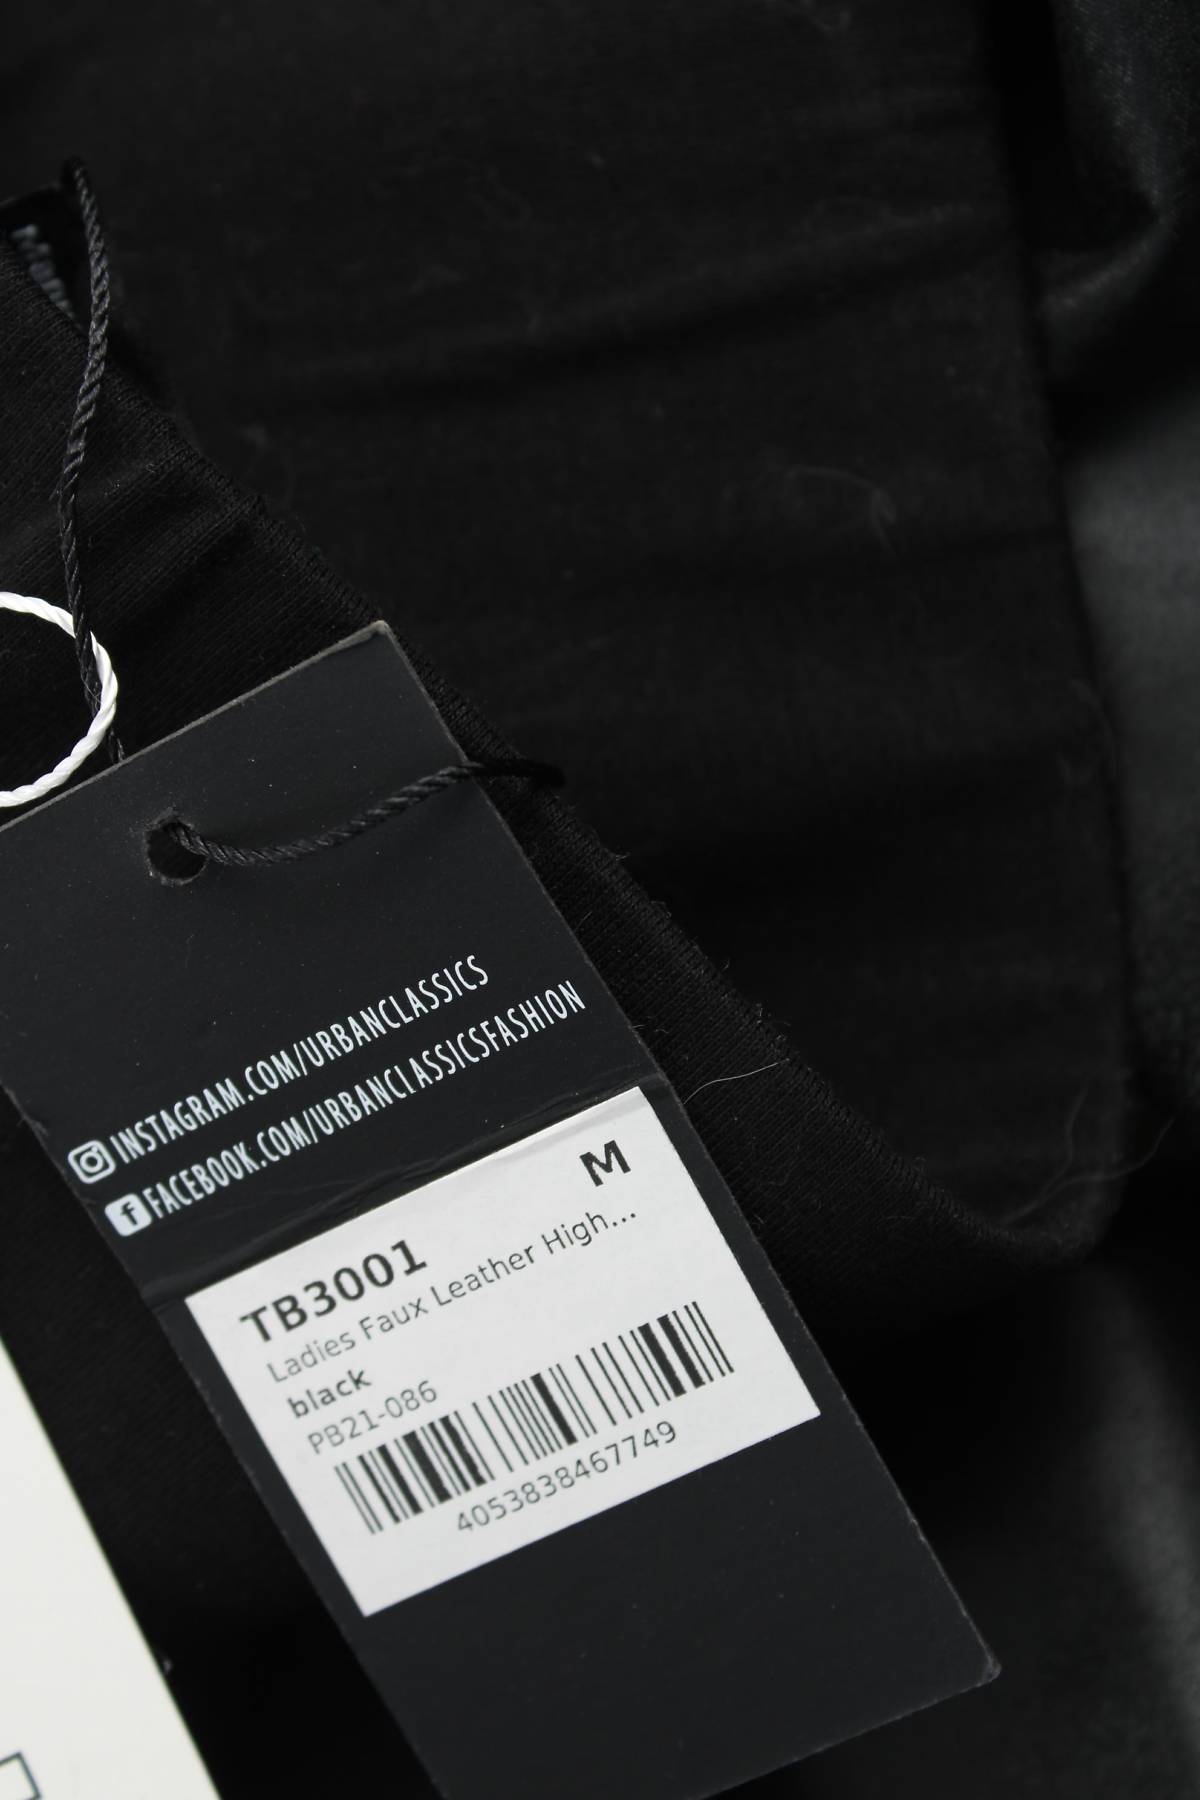 INSTAGRAM.COM/URBANCLASSICS
FACEBOOK.COM/URBANCLASSICSFASHION
M
TB3001
Ladies Faux Leather High...
black
PB21-086
4053838467749